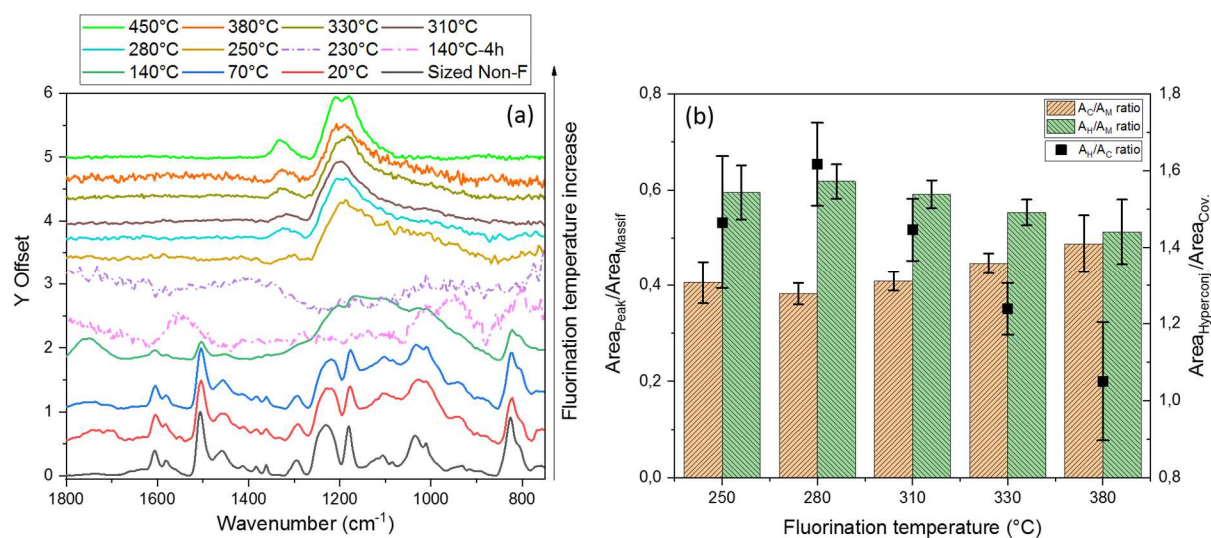 450°C 380°C 330°C 310°C
280°C 250°C 230°C 140°C-4h
140°C 70°C 20°C Sized Non-F
(a)
6
5
4
3
2
1
0
Y Offset
1800 1600 1400 1200 1000 800
Wavenumber (cm-1)
Fluorination temperature increase
(b)
A_C/A_M ratio
A_H/A_M ratio
A_H/A_C ratio
0,8
0,6
0,4
0,2
0,0
Area_Peak/Area_Massif
1,8
1,6
1,4
1,2
1,0
0,8
Area_Hyperconj/Area_Cov.
250 280 310 330 380
Fluorination temperature (°C)